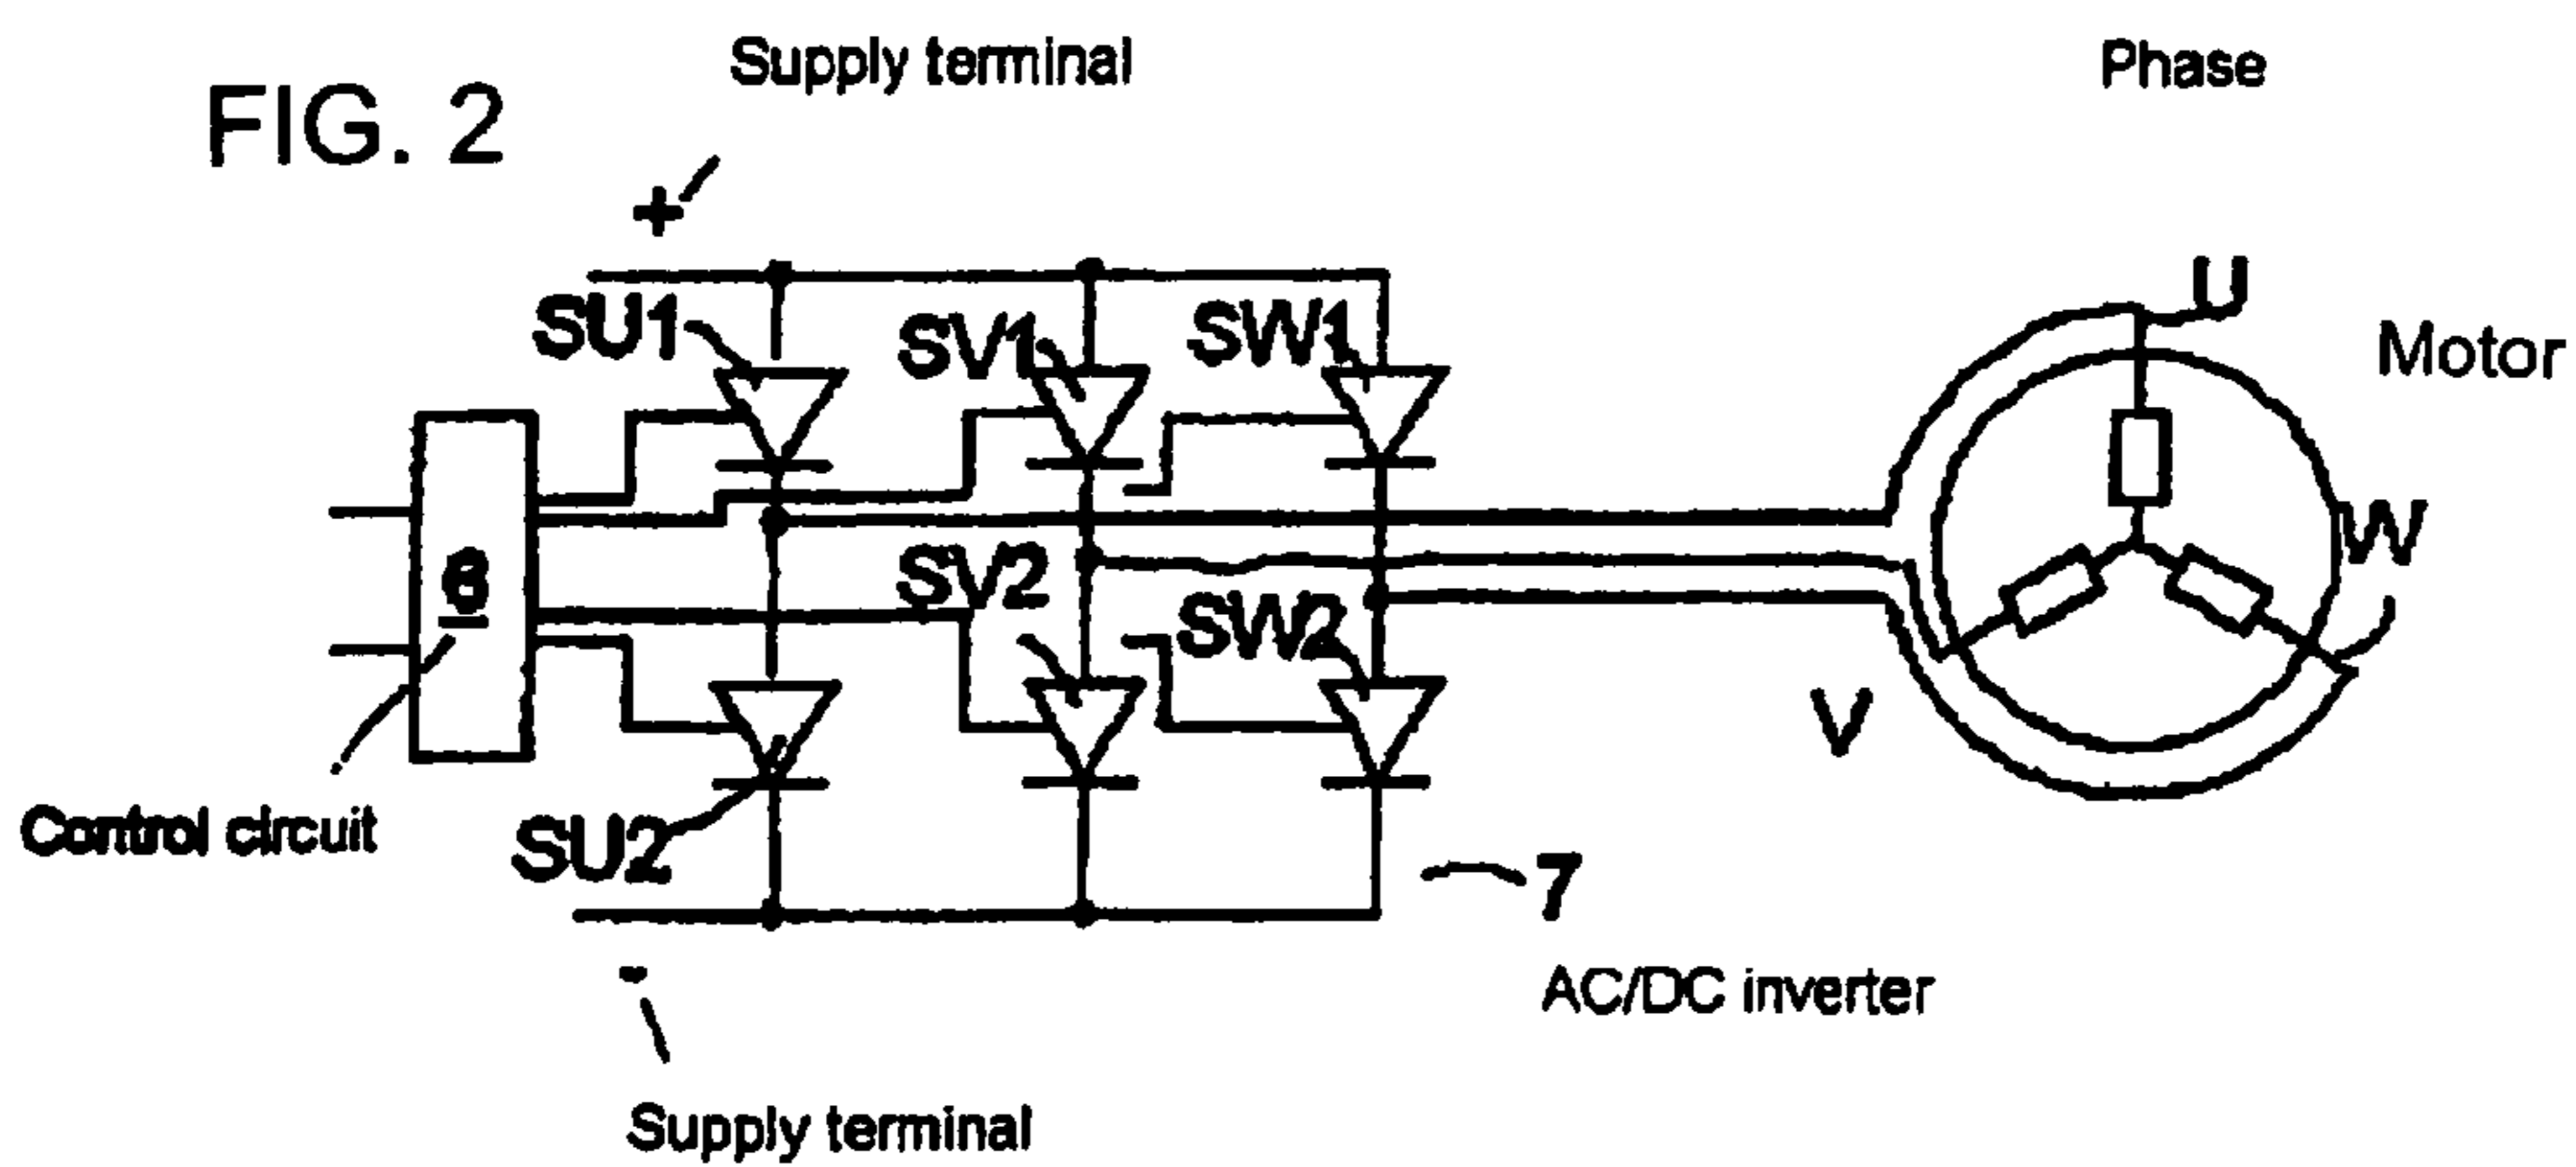 Supply terminal
Phase
FIG. 2
+
U
SU1
SV1
SW1
Motor
W
6
SV2
SW2
V
Control circuit
SU2
7
-
AC/DC inverter
Supply terminal